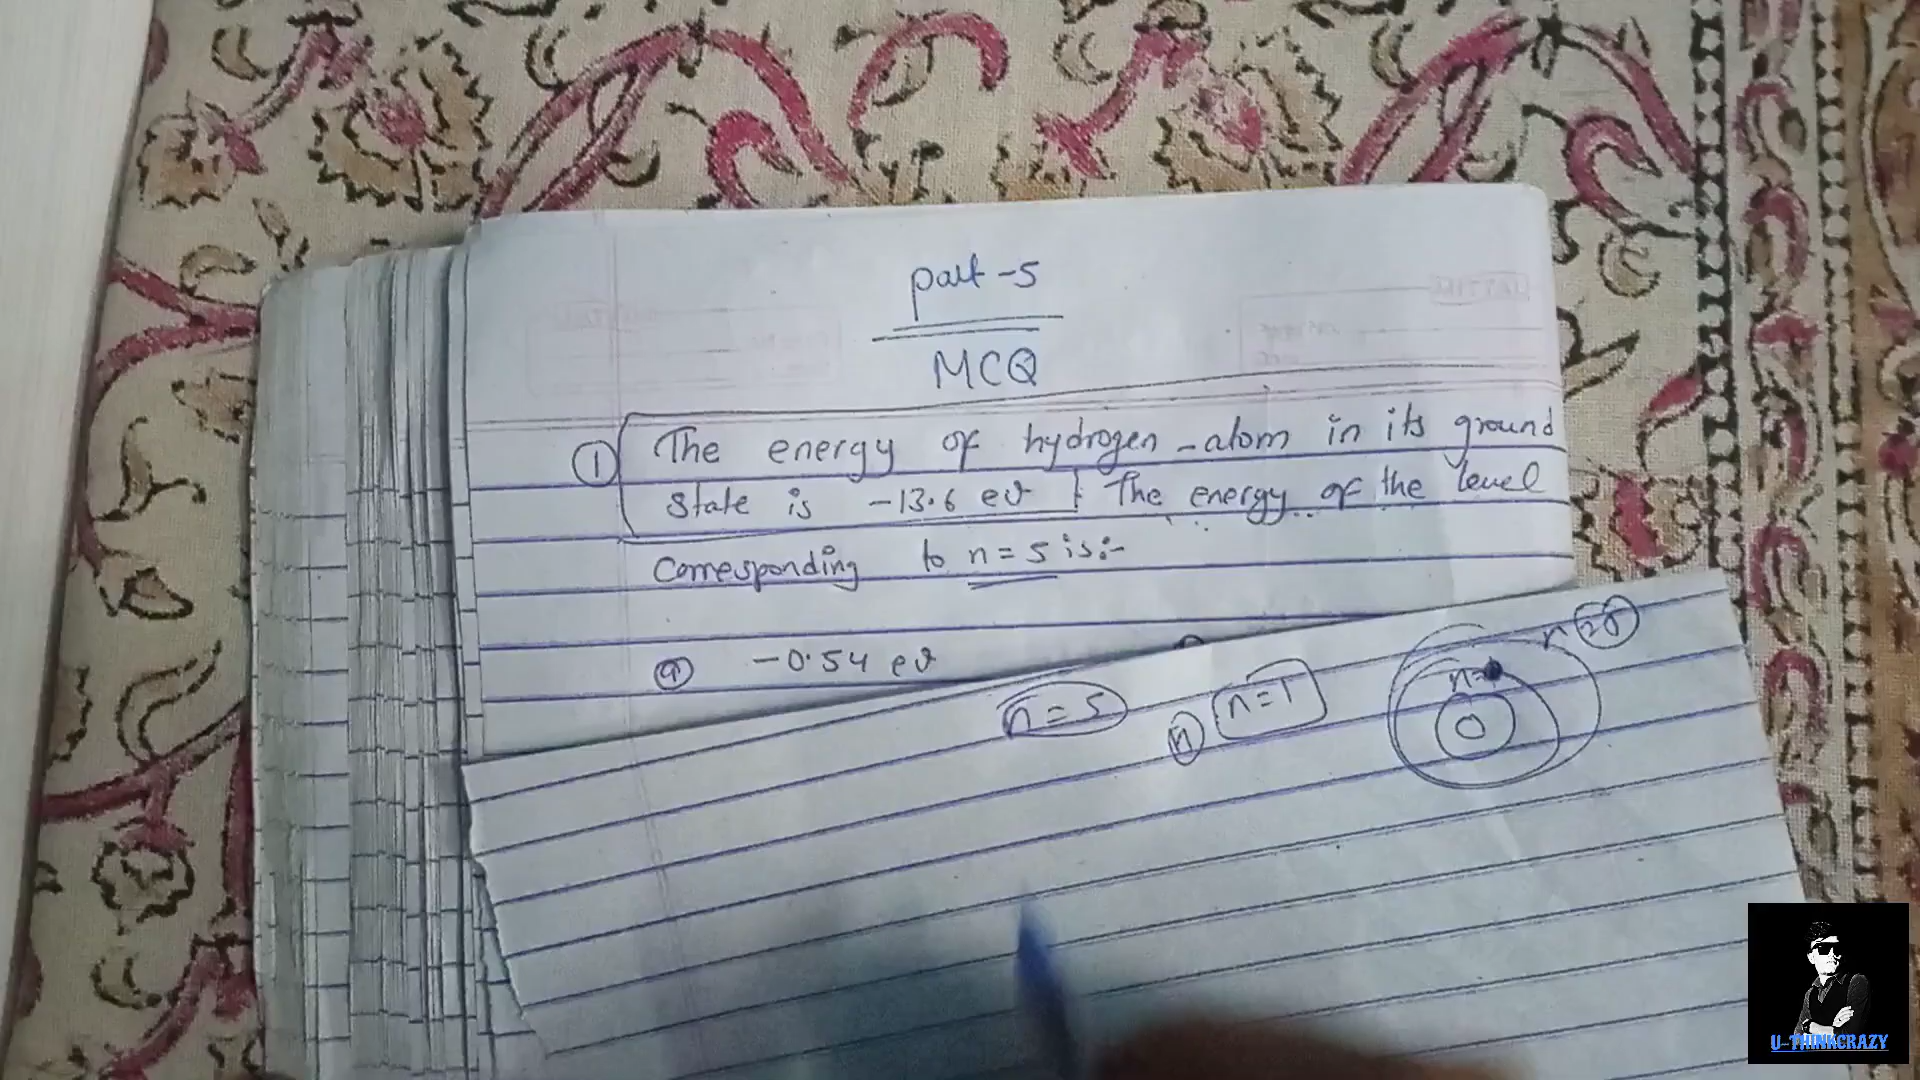 part-5
MCQ
① The energy of hydrogen-atom in its ground
state is -13.6 ev. The energy of the level
corresponding to n=5 is:-
ⓐ -0.54 ev
n=5
n
n=1
n=
U-THINKCRAZY